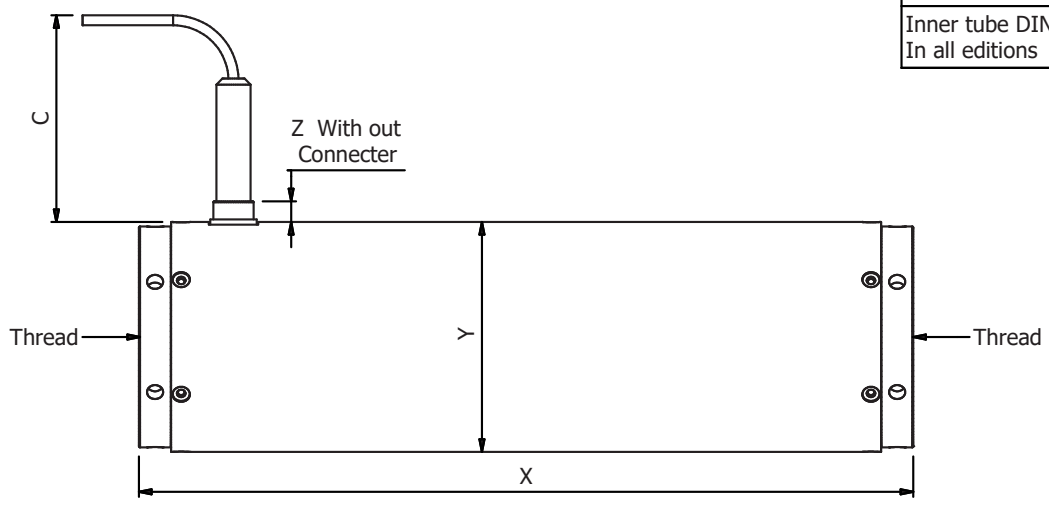 Inner tube DIN
In all editions
C
Z With out
Connecter
Thread
Y
Thread
X